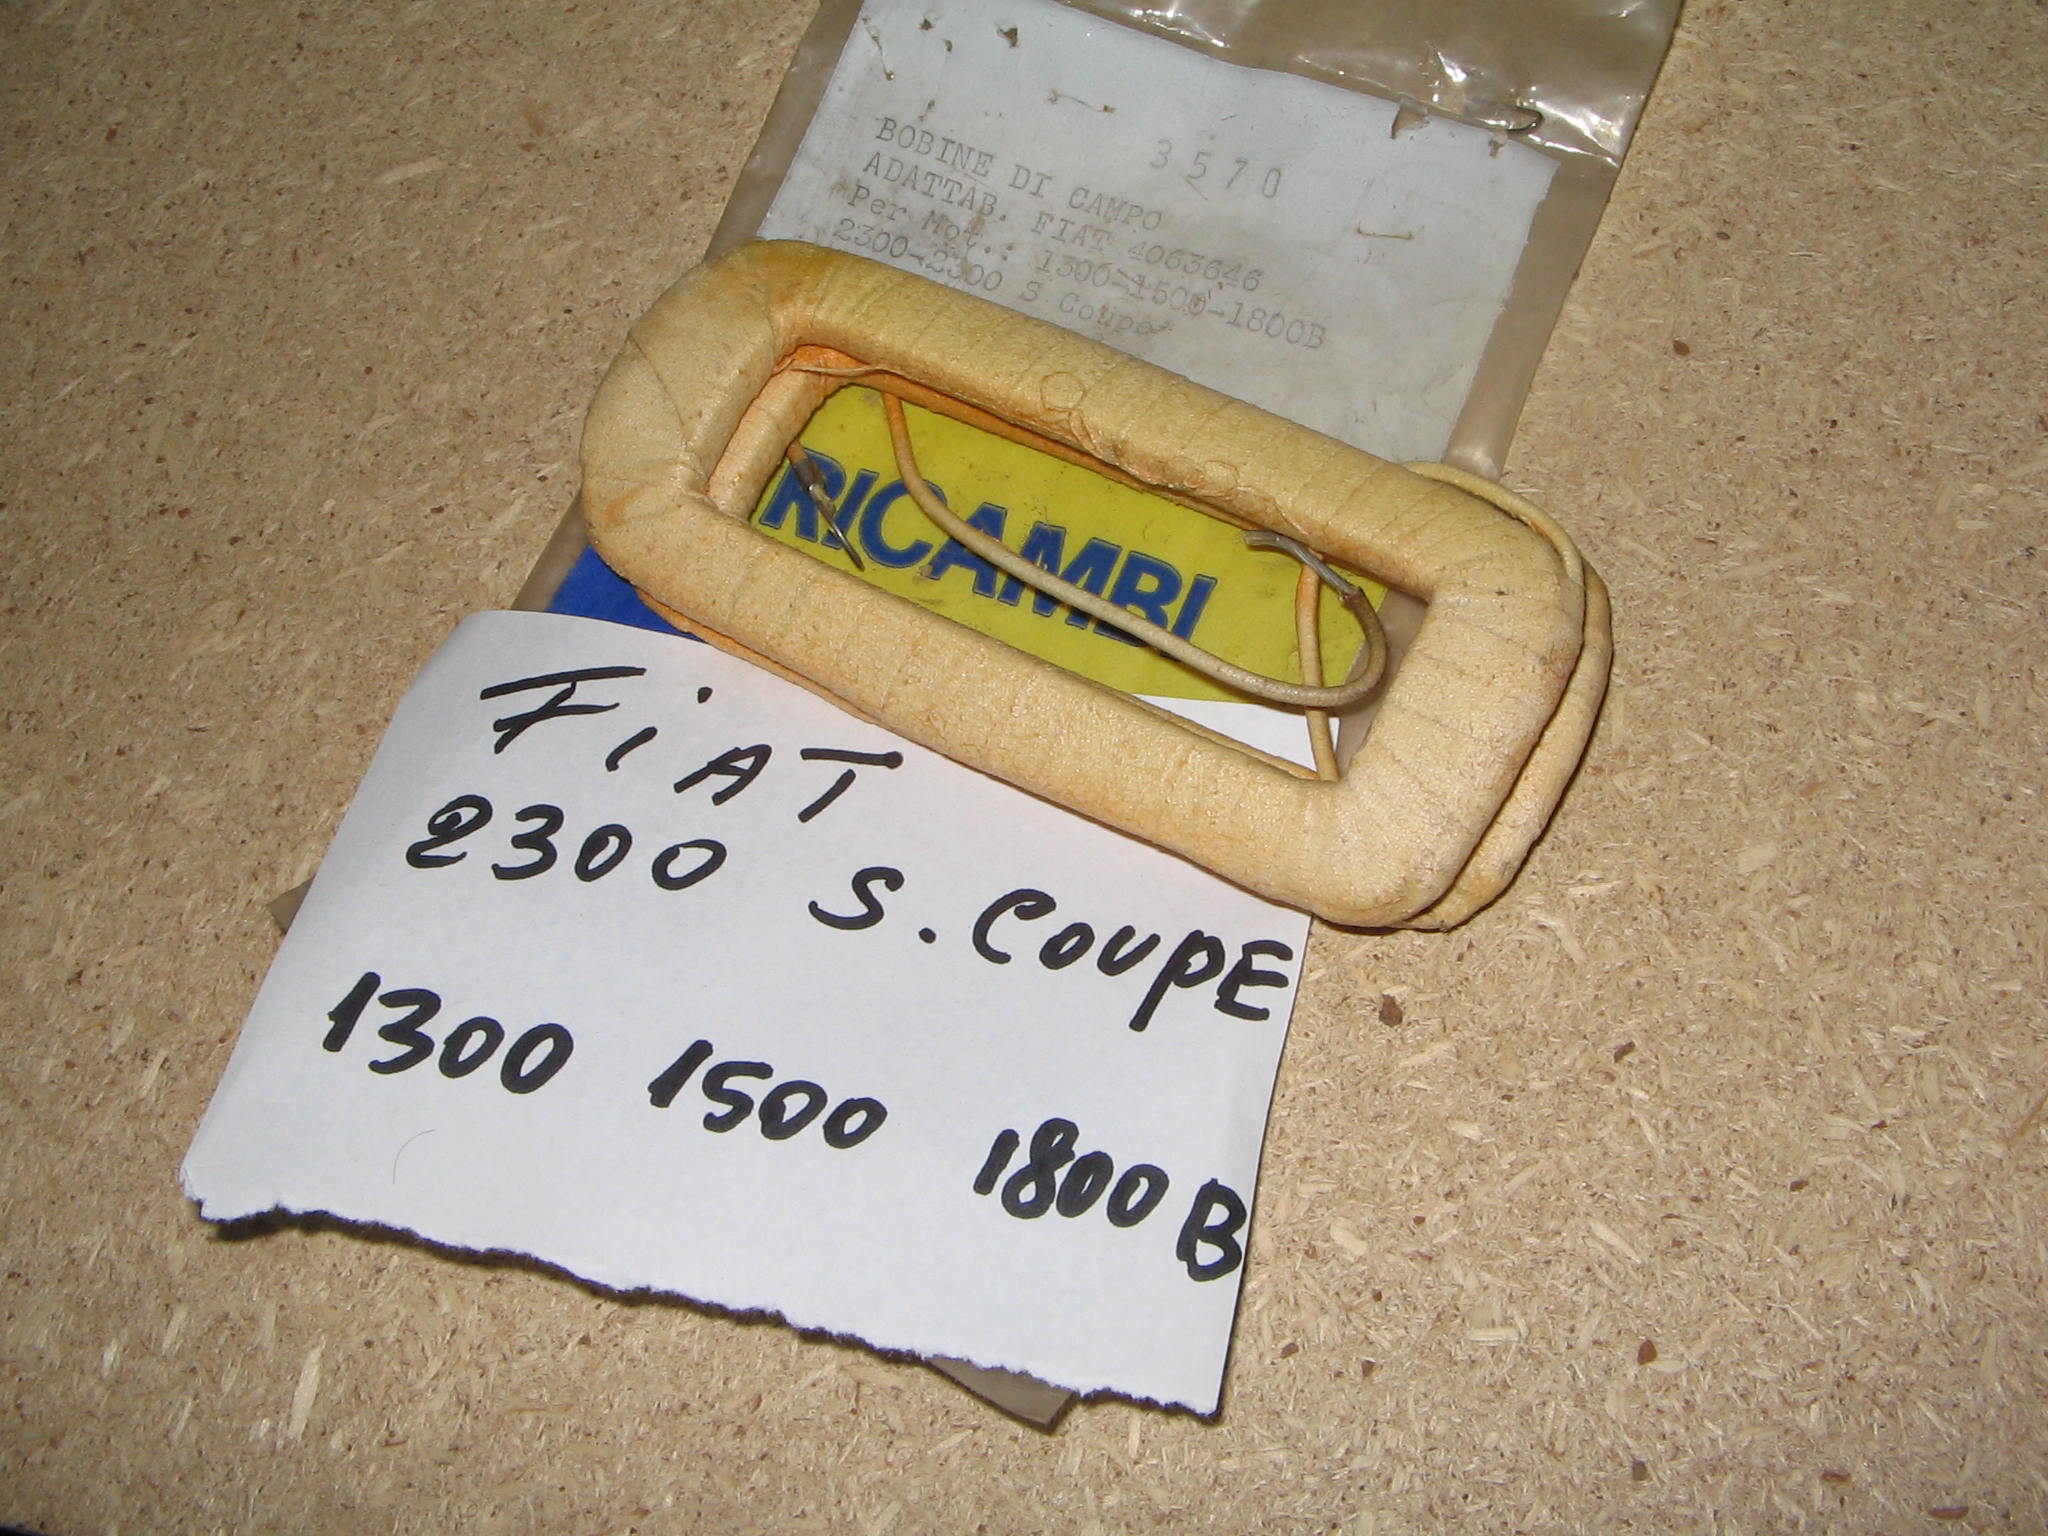 3570
BOBINE DI CAMPO
ADATTAB. FIAT 4063646
Per Mot.: 1300-1500-1800B
2300-2300 S Coupe
RICAMBI
FiAT
2300 S. CoupE
1300 1500 1800 B